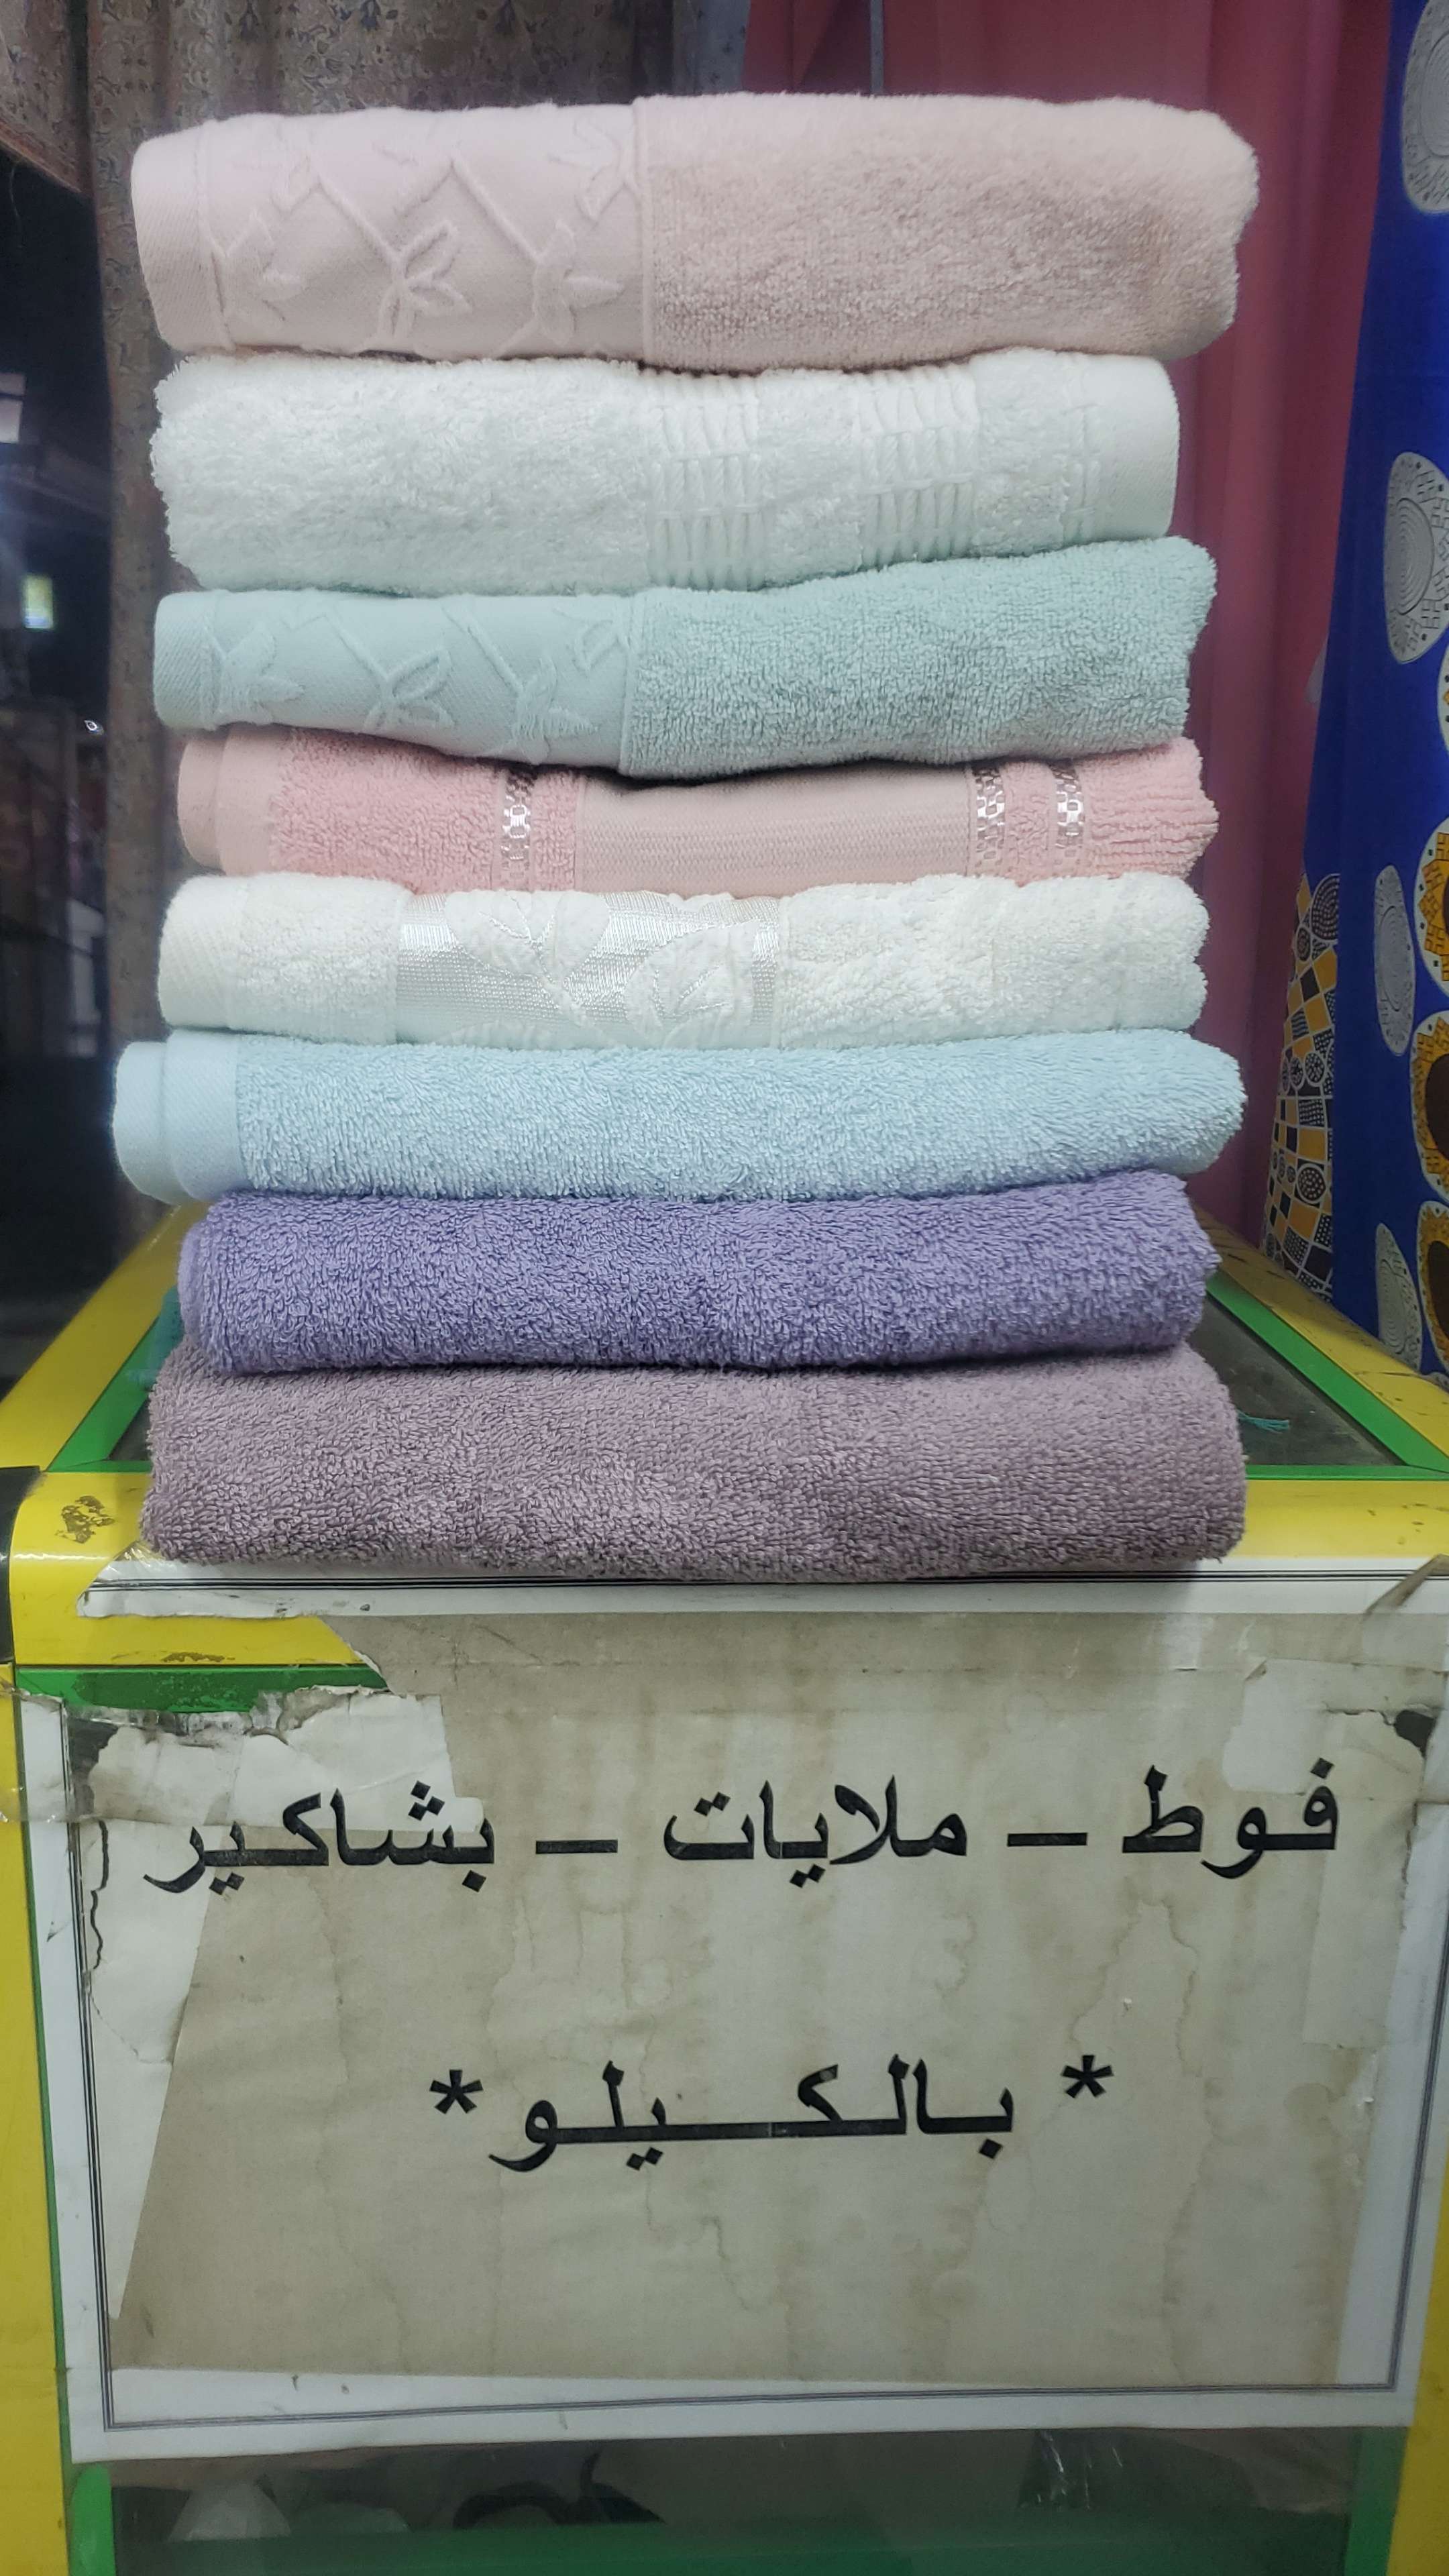 فوط – ملايات – بشاكير
* بالكيلو *